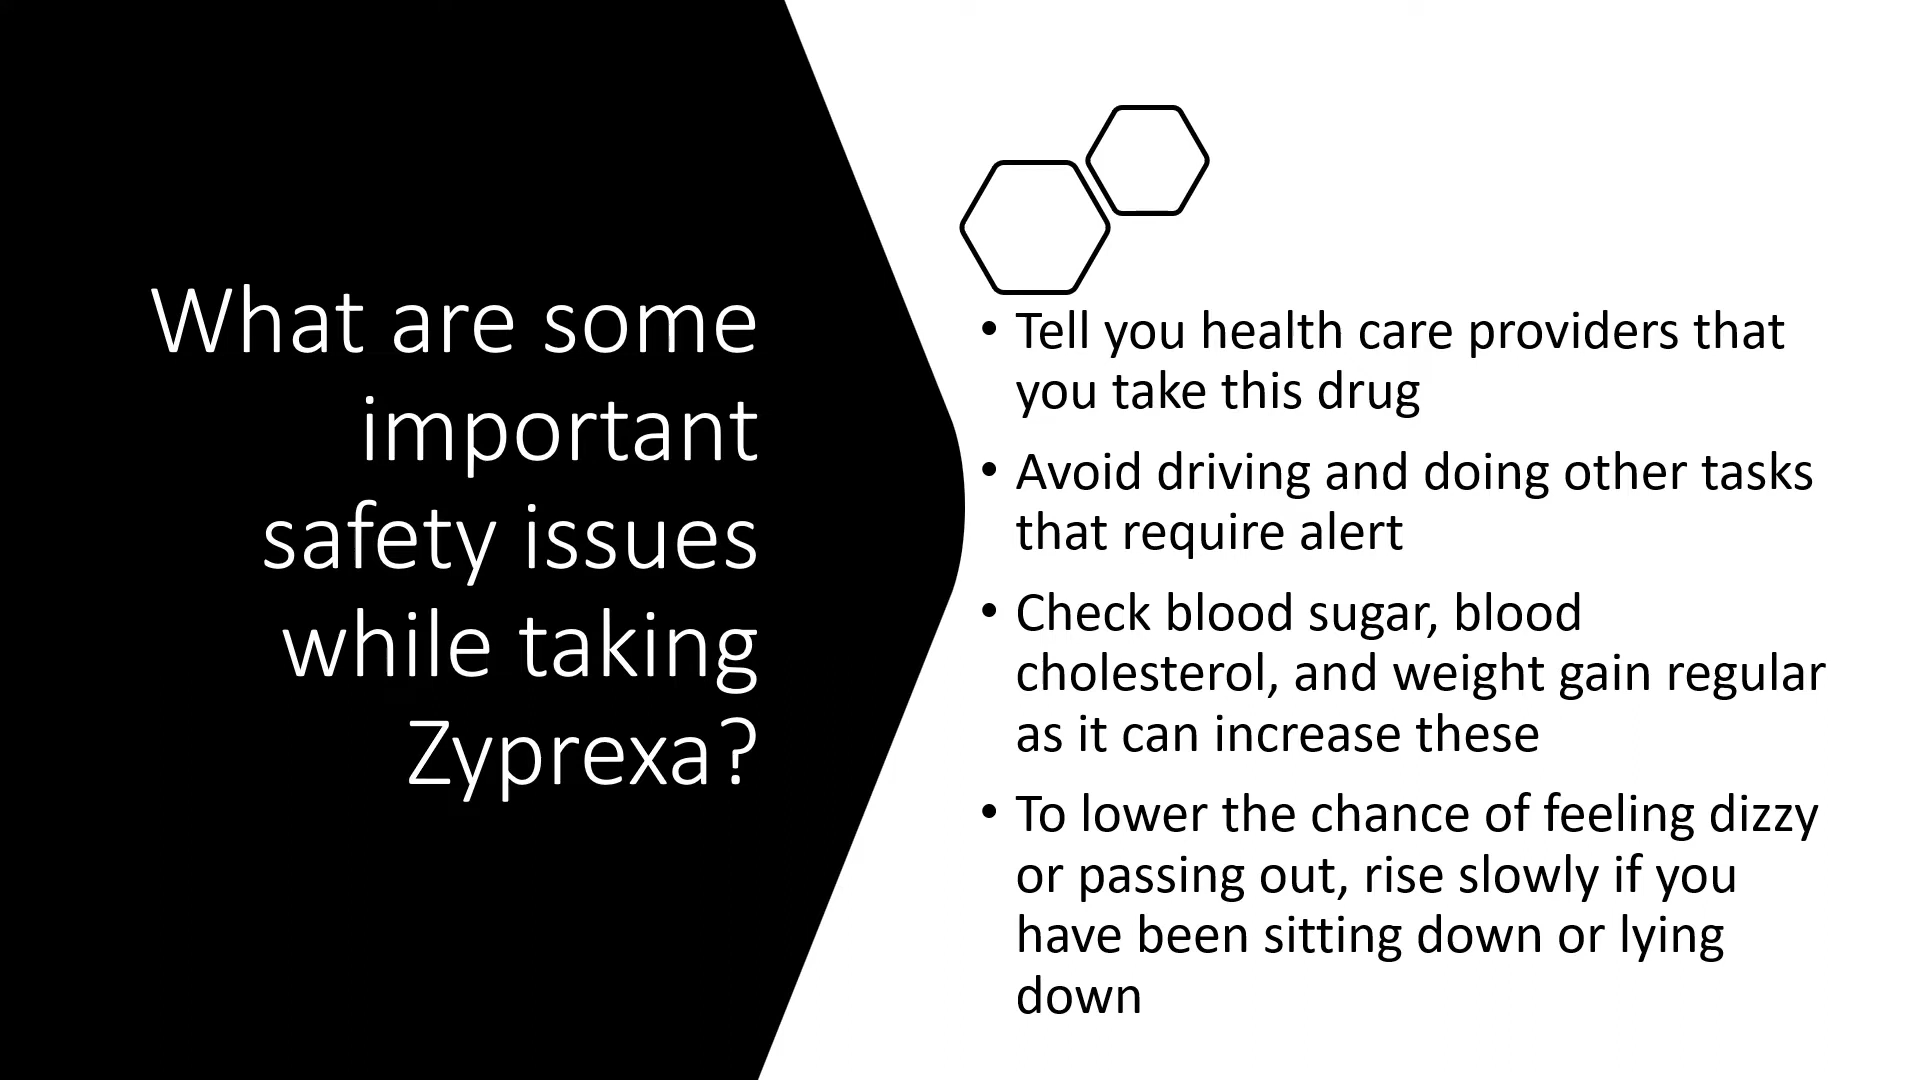 What are some
important
safety issues
while taking
Zyprexa?
• Tell you health care providers that
you take this drug
• Avoid driving and doing other tasks
that require alert
• Check blood sugar, blood
cholesterol, and weight gain regular
as it can increase these
• To lower the chance of feeling dizzy
or passing out, rise slowly if you
have been sitting down or lying
down